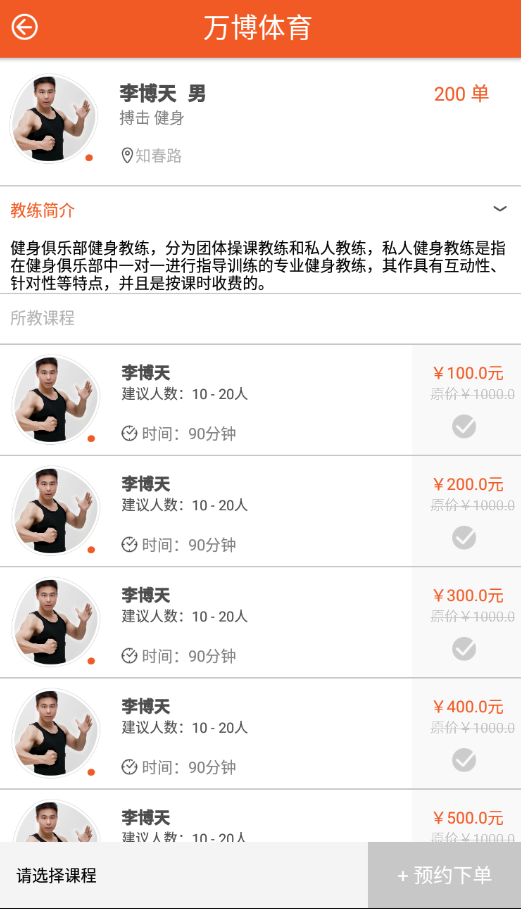 万博体育
李博天 男
200 单
搏击 健身
知春路
教练简介
健身俱乐部健身教练，分为团体操课教练和私人教练，私人健身教练是指
在健身俱乐部中一对一进行指导训练的专业健身教练，其作具有互动性、
针对性等特点，并且是按课时收费的。
所教课程
李博天
￥100.0元
建议人数：10 - 20人
原价￥1000.0
时间：90分钟
李博天
￥200.0元
建议人数：10 - 20人
原价￥1000.0
时间：90分钟
李博天
￥300.0元
建议人数：10 - 20人
原价￥1000.0
时间：90分钟
李博天
￥400.0元
建议人数：10 - 20人
原价￥1000.0
时间：90分钟
李博天
￥500.0元
建议人数：10 - 20人
原价￥1000.0
请选择课程
+ 预约下单